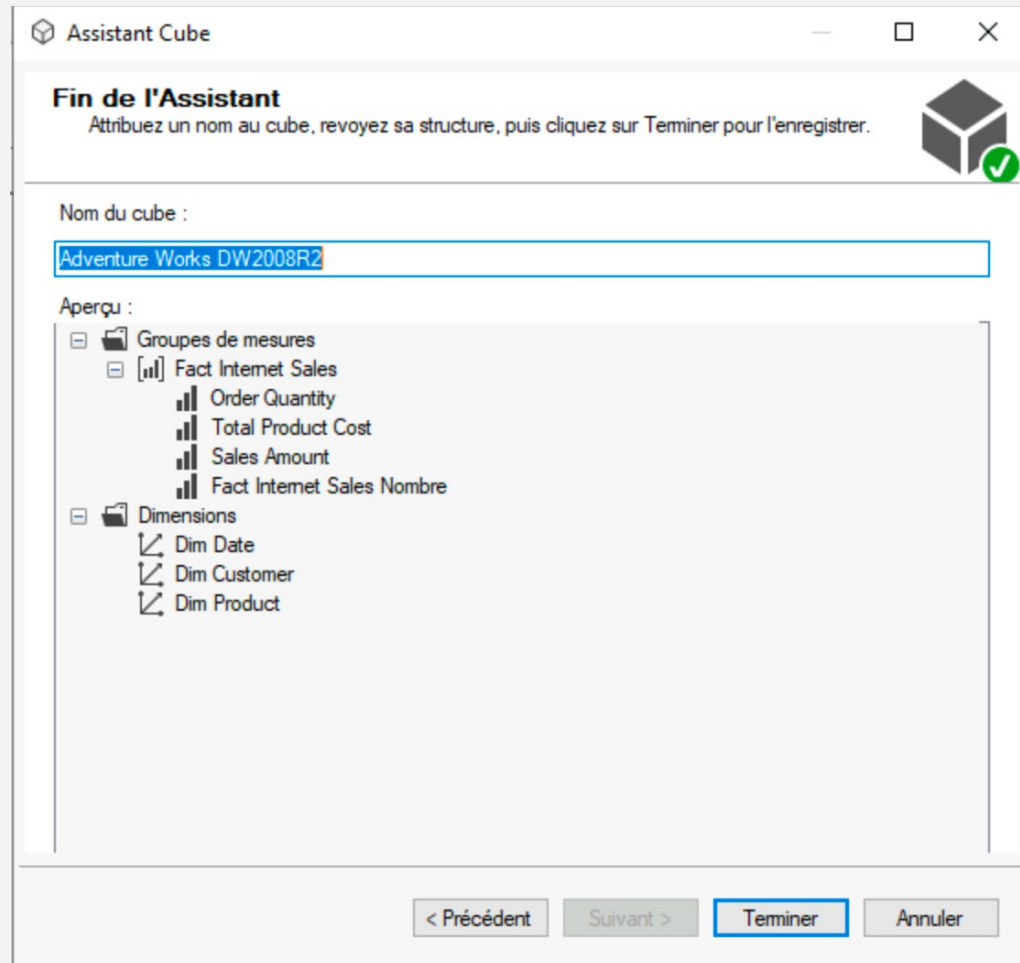 Assistant Cube
Fin de l'Assistant
Attribuez un nom au cube, revoyez sa structure, puis cliquez sur Terminer pour l'enregistrer.
Nom du cube :
Adventure Works DW2008R2
Aperçu :
Groupes de mesures
Fact Internet Sales
Order Quantity
Total Product Cost
Sales Amount
Fact Internet Sales Nombre
Dimensions
Dim Date
Dim Customer
Dim Product
< Précédent Suivant > Terminer Annuler